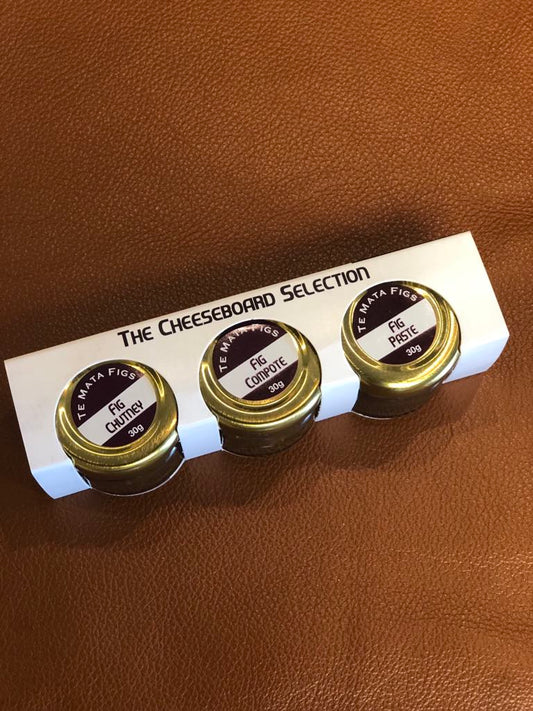 The Cheeseboard Selection
Te Mata Figs
Fig
Chutney
30g
Te Mata Figs
Fig
Compote
30g
Te Mata Figs
Fig
Paste
30g